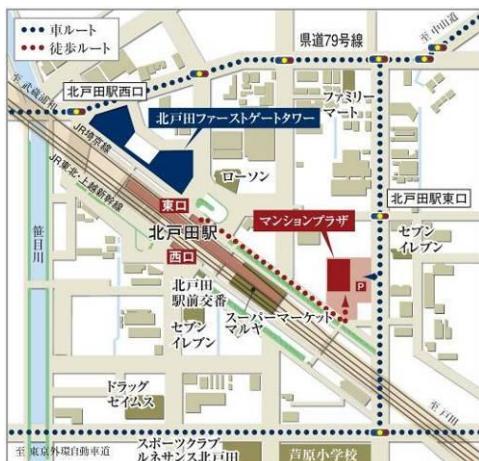 車ルート
徒歩ルート
県道79号線
至 中山道
至 武蔵浦和
北戸田駅西口
ファミリー
マート
北戸田ファーストゲートタワー
JR埼京線
JR東北・上越新幹線
ローソン
東口
北戸田駅
西口
マンションプラザ
北戸田駅東口
セブン
イレブン
P
笹目川
北戸田
駅前交番
スーパーマーケット
マルヤ
セブン
イレブン
ドラッグ
セイムス
至 戸田
至 東京外環自動車道
スポーツクラブ
ルネサンス北戸田
芦原小学校